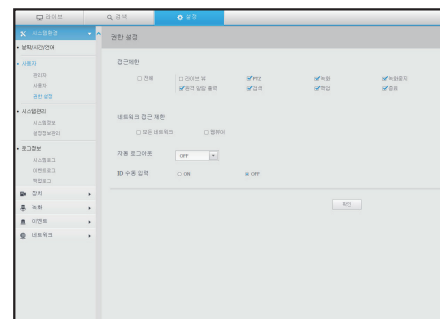 라이브
검색
설정
시스템환경
권한 설정
날짜/시간/언어
사용자
관리자
사용자
권한 설정
시스템관리
시스템정보
설정정보관리
로그정보
시스템로그
이벤트로그
백업로그
장치
녹화
이벤트
네트워크
접근제한
전체
라이브 뷰
PTZ
녹화
녹화중지
원격 알람 출력
검색
백업
종료
네트워크 접근 제한
모든 네트워크
웹뷰어
자동 로그아웃
OFF
ID 수동 입력
ON
OFF
확인